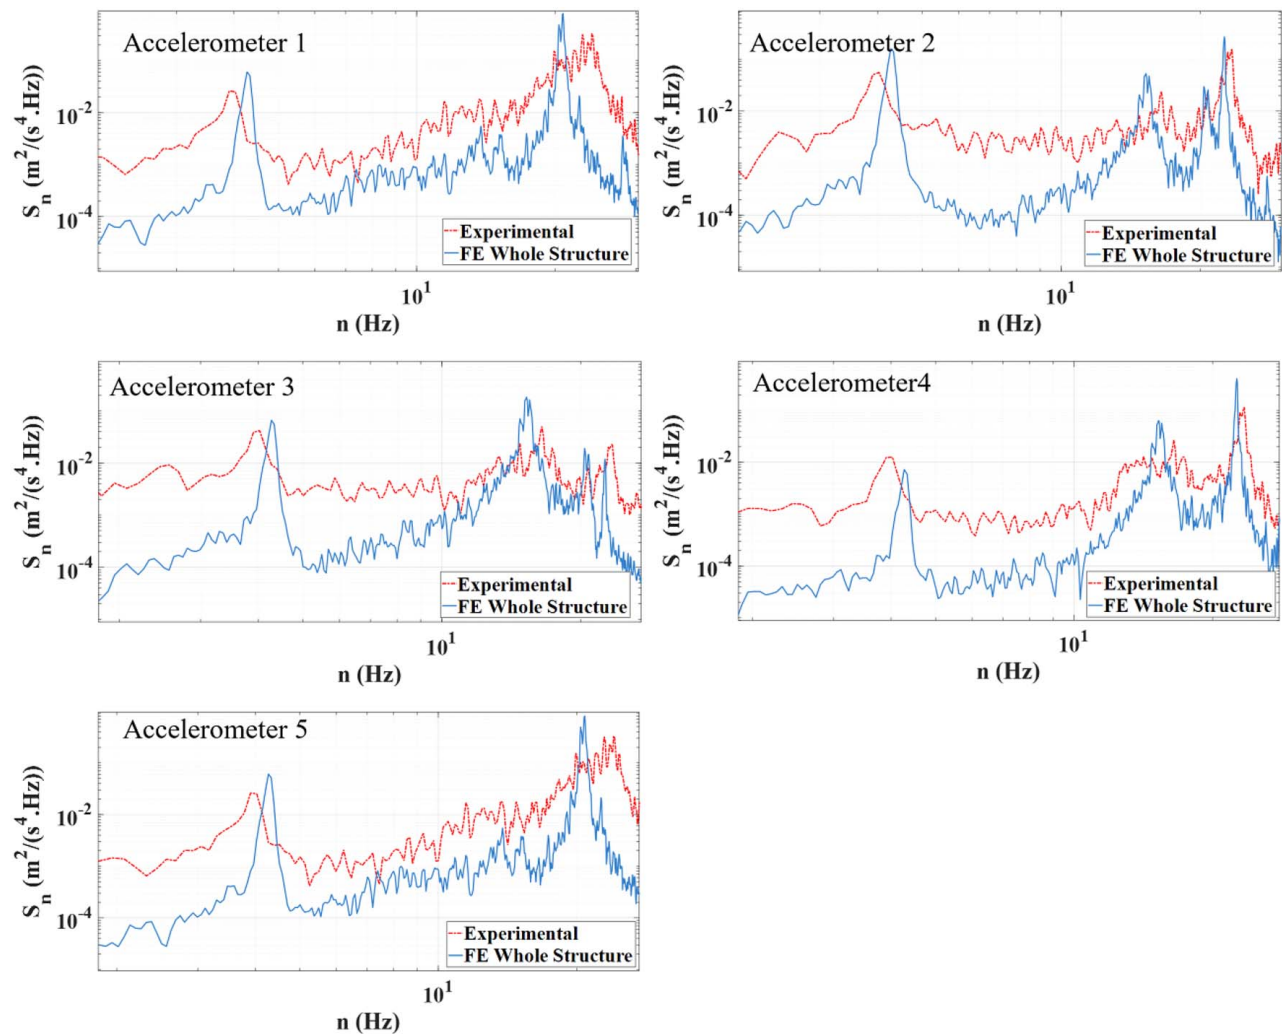 Accelerometer 1
S_n (m^2/(s^4.Hz))
10^-2
10^-4
Experimental
FE Whole Structure
10^1
n (Hz)
Accelerometer 2
S_n (m^2/(s^4.Hz))
10^-2
10^-4
Experimental
FE Whole Structure
10^1
n (Hz)
Accelerometer 3
S_n (m^2/(s^4.Hz))
10^-2
10^-4
Experimental
FE Whole Structure
10^1
n (Hz)
Accelerometer4
S_n (m^2/(s^4.Hz))
10^-2
10^-4
Experimental
FE Whole Structure
10^1
n (Hz)
Accelerometer 5
S_n (m^2/(s^4.Hz))
10^-2
10^-4
Experimental
FE Whole Structure
10^1
n (Hz)